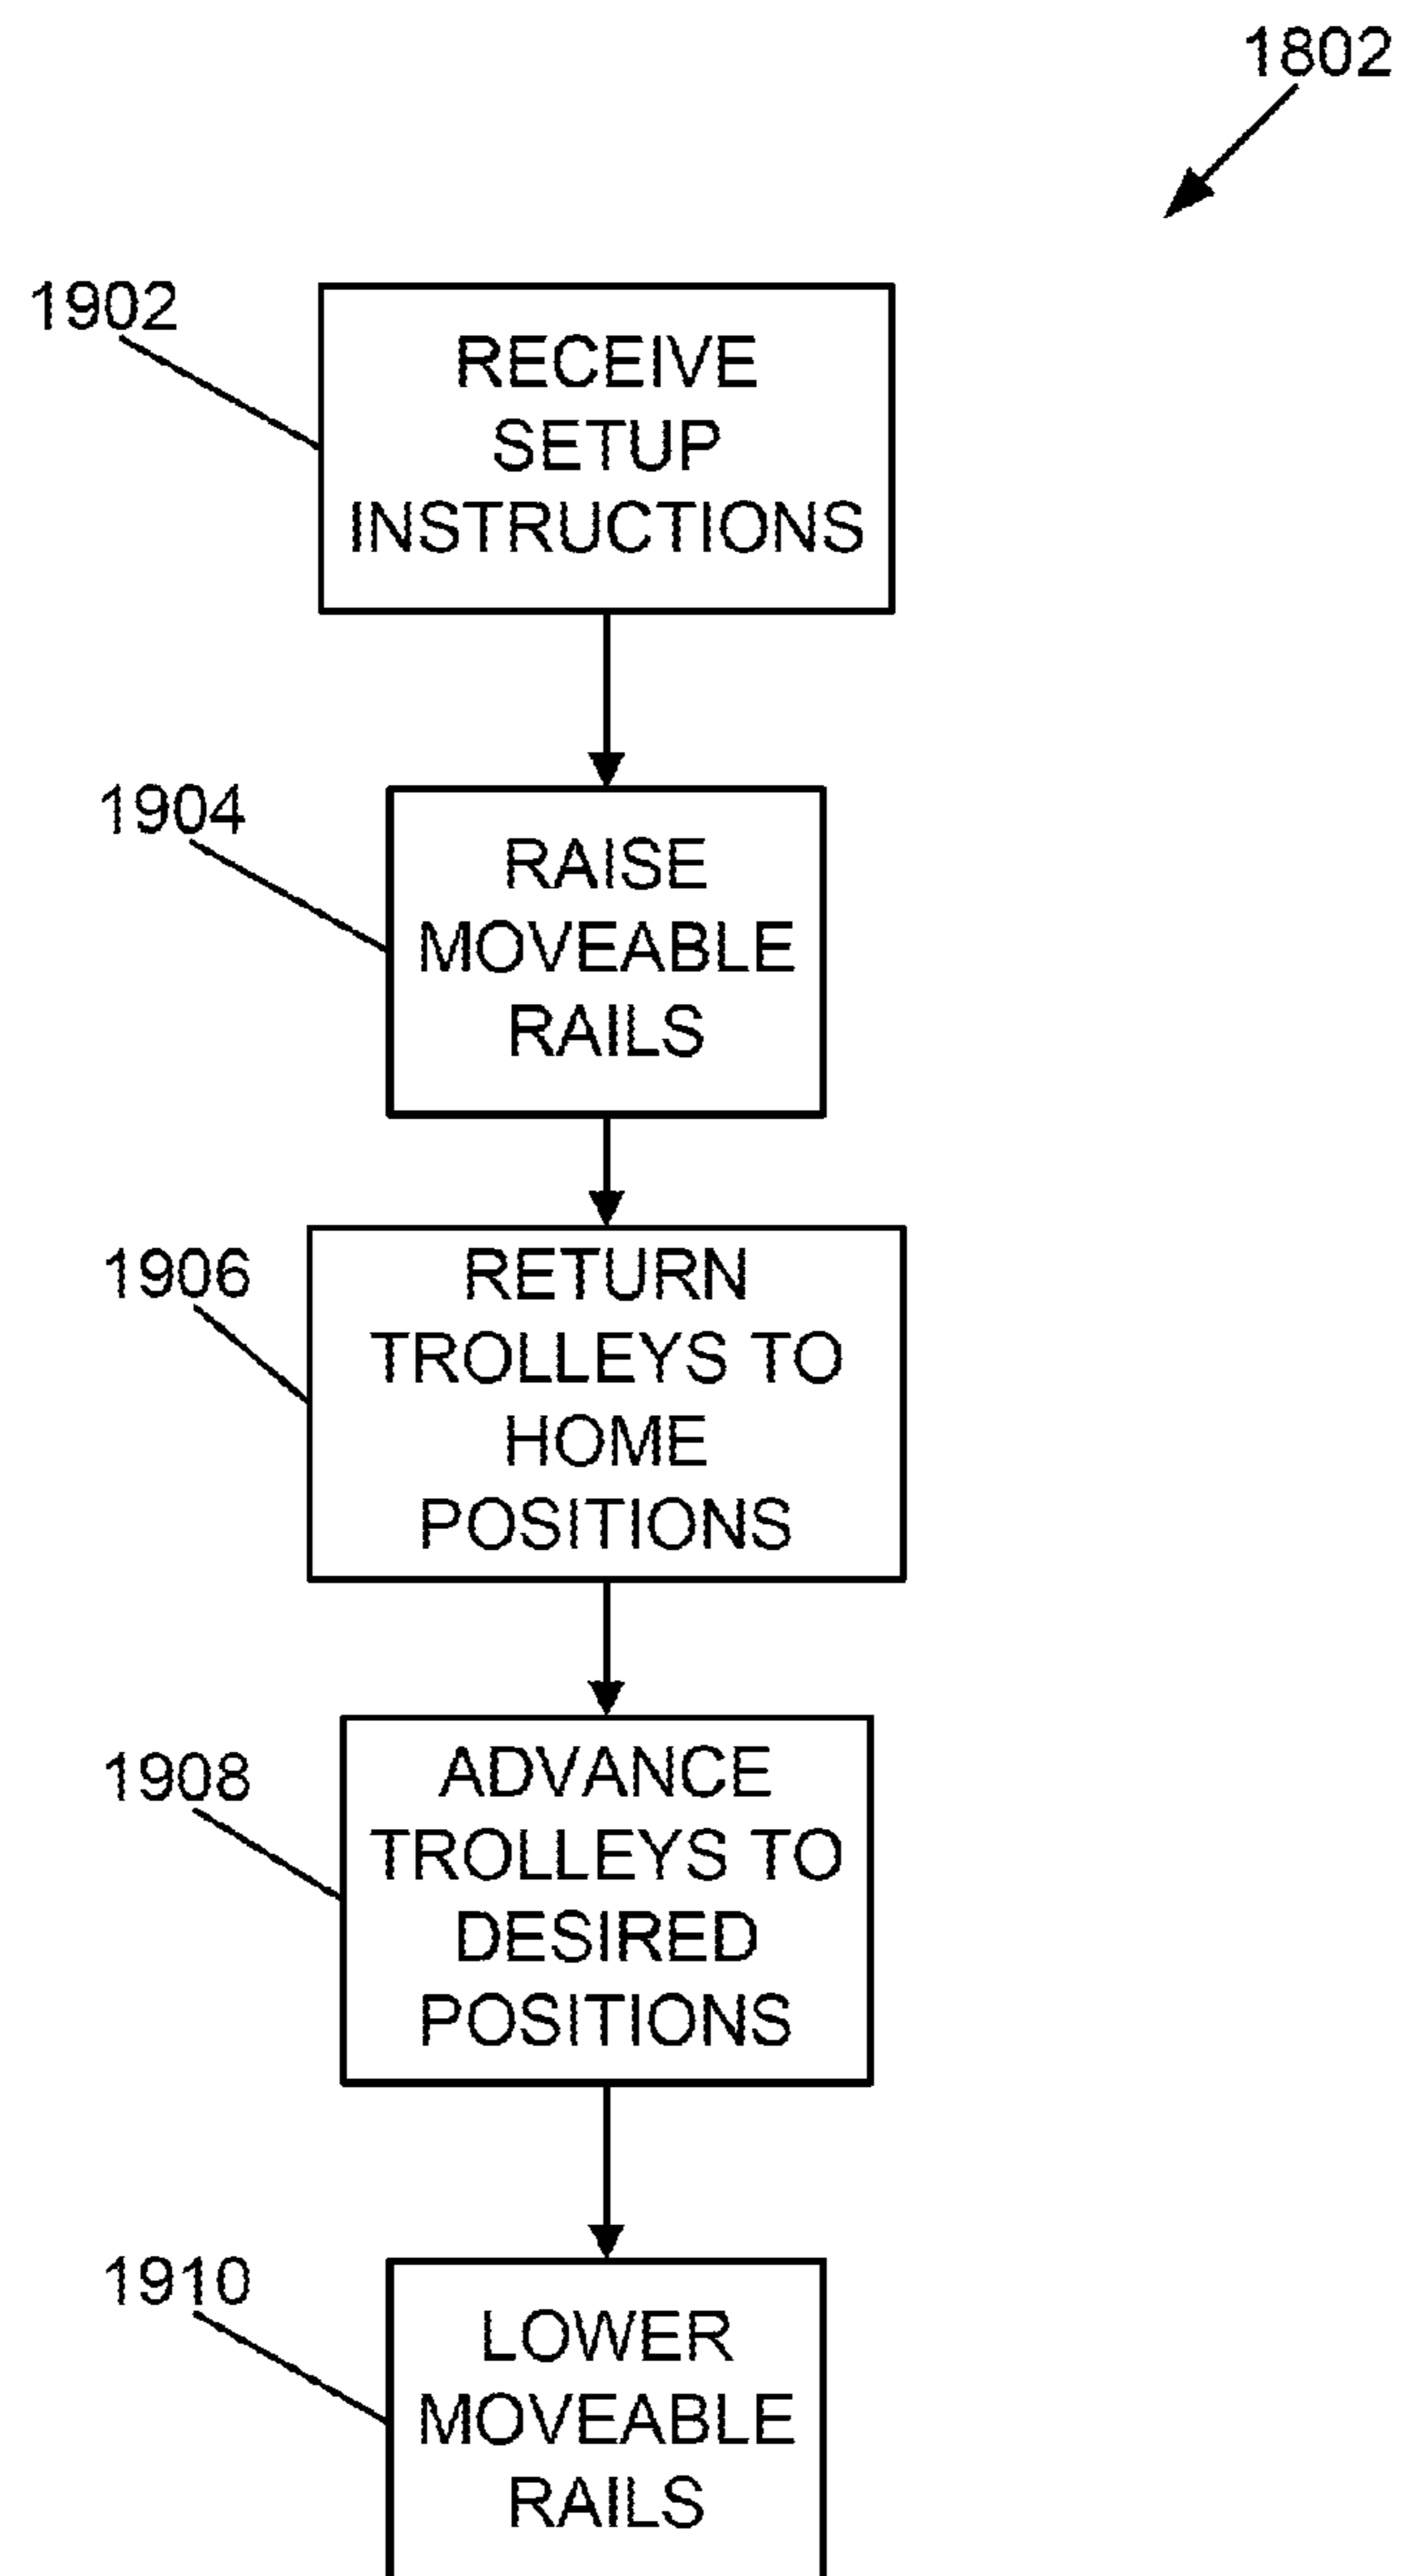 1802
1902
RECEIVE
SETUP
INSTRUCTIONS
1904
RAISE
MOVEABLE
RAILS
1906
RETURN
TROLLEYS TO
HOME
POSITIONS
1908
ADVANCE
TROLLEYS TO
DESIRED
POSITIONS
1910
LOWER
MOVEABLE
RAILS